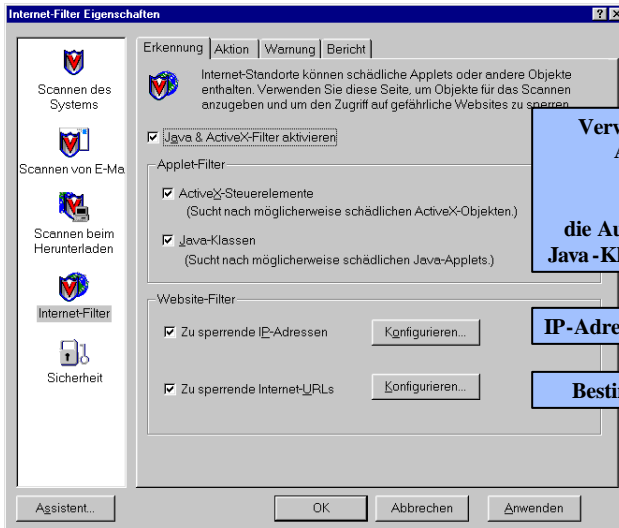 Internet-Filter Eigenschaften
Erkennung Aktion Warnung Bericht
Internet-Standorte können schädliche Applets oder andere Objekte
enthalten. Verwenden Sie diese Seite, um Objekte für das Scannen
anzugeben und um den Zugriff auf gefährliche Websites zu sperren.
Java & ActiveX-Filter aktivieren
Applet-Filter
ActiveX-Steuerelemente
(Sucht nach möglicherweise schädlichen ActiveX-Objekten.)
Java-Klassen
(Sucht nach möglicherweise schädlichen Java-Applets.)
Website-Filter
Zu sperrende IP-Adressen Konfigurieren...
Zu sperrende Internet-URLs Konfigurieren...
Scannen des
Systems
Scannen von E-Ma
Scannen beim
Herunterladen
Internet-Filter
Sicherheit
Assistent... OK Abbrechen Anwenden
die